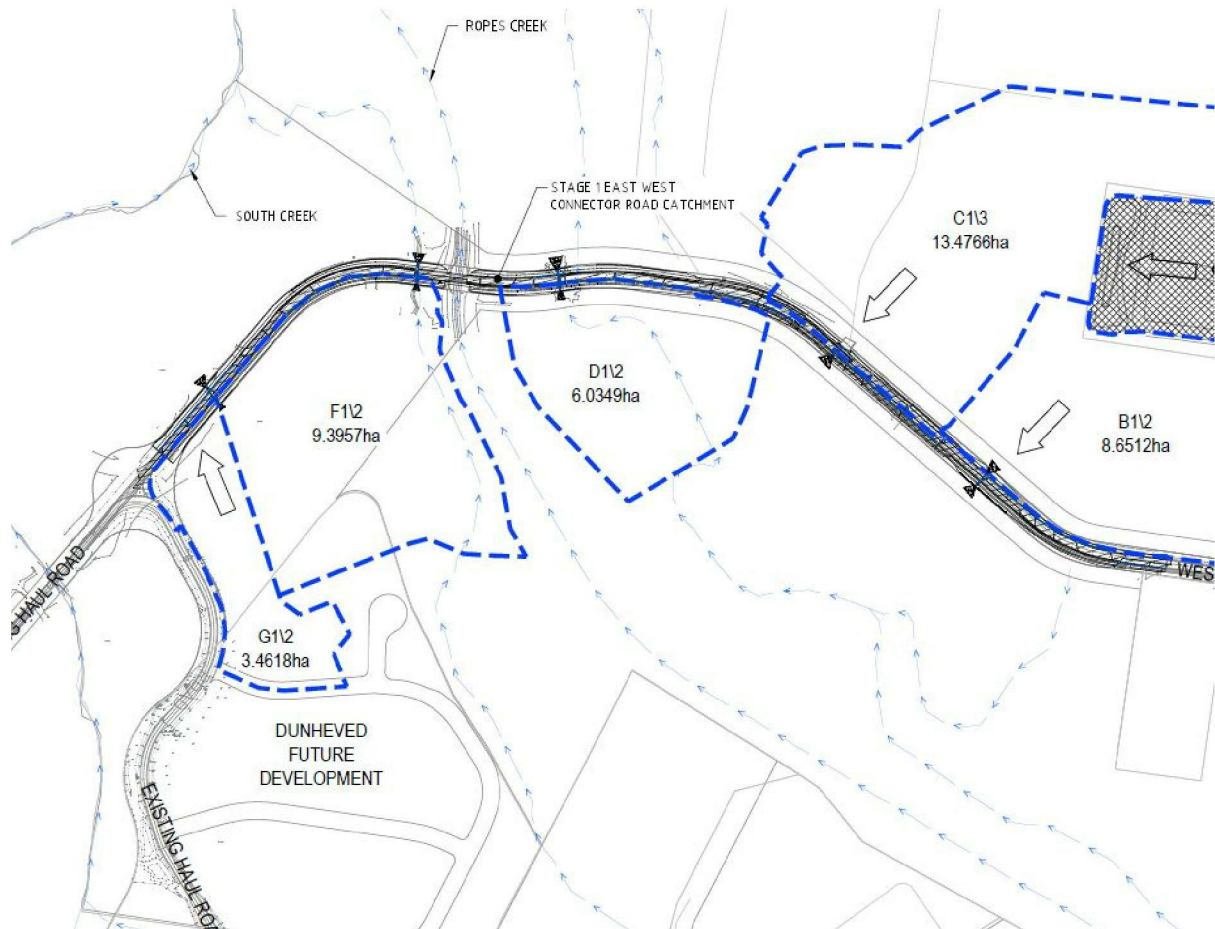 ROPES CREEK
STAGE 1 EAST WEST
CONNECTOR ROAD CATCHMENT
SOUTH CREEK
C1\3
13.4766ha
D1\2
6.0349ha
F1\2
9.3957ha
B1\2
8.6512ha
G HAUL ROAD
WES
G1\2
3.4618ha
DUNHEVED
FUTURE
DEVELOPMENT
EXISTING HAUL ROA